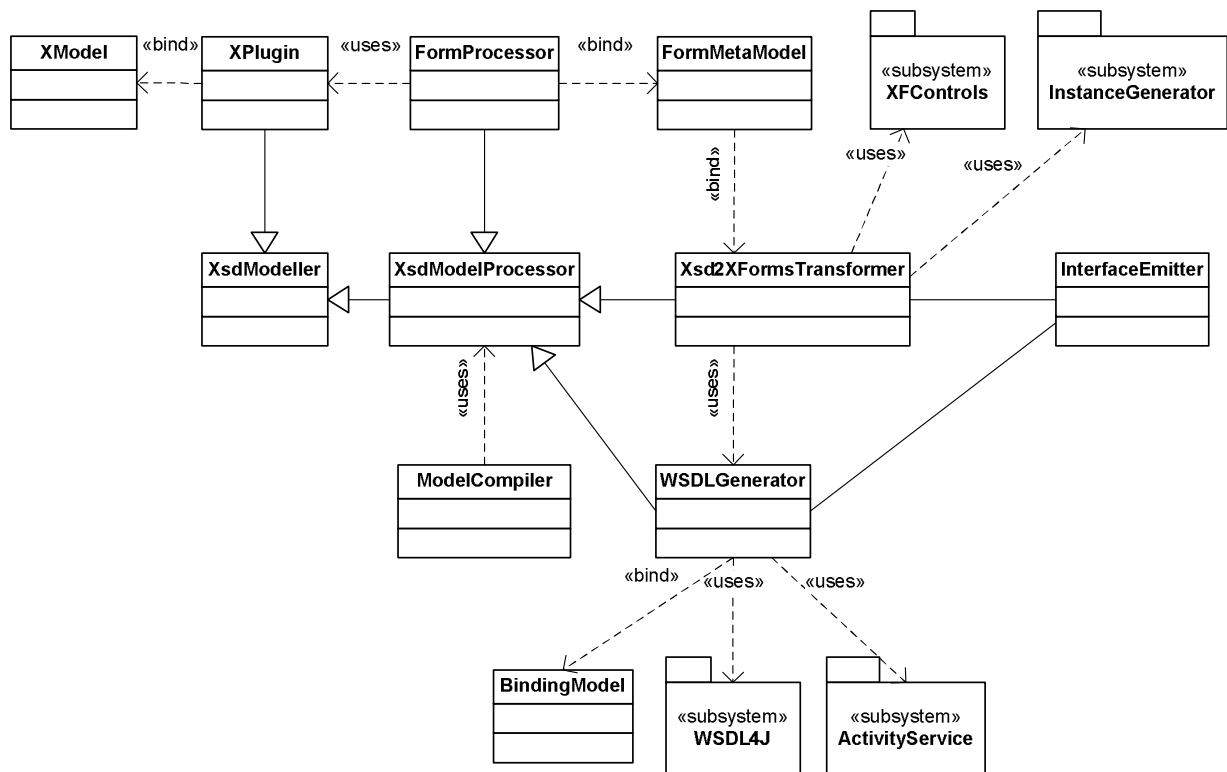 «bind»
«uses»
«bind»
XModel
XPlugin
FormProcessor
FormMetaModel
«subsystem»
XFControls
«subsystem»
InstanceGenerator
«bind»
«uses»
«uses»
XsdModeller
XsdModelProcessor
Xsd2XFormsTransformer
InterfaceEmitter
«uses»
«uses»
ModelCompiler
WSDLGenerator
«bind»
«uses»
«uses»
BindingModel
«subsystem»
WSDL4J
«subsystem»
ActivityService